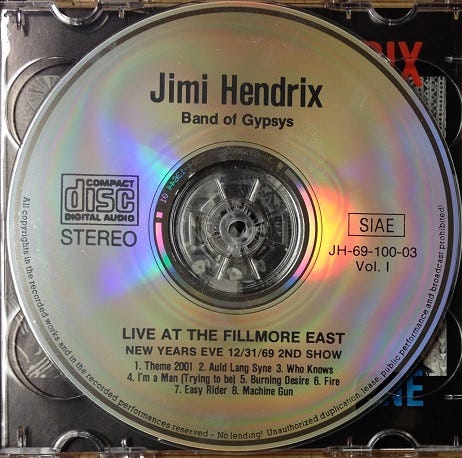 RIX
Jimi Hendrix
Band of Gypsys
COMPACT
disc
DIGITAL AUDIO
STEREO
SIAE
JH-69-100-03
Vol. I
LIVE AT THE FILLMORE EAST
NEW YEARS EVE 12/31/69 2ND SHOW
1. Theme 2001 2. Auld Lang Syne 3. Who Knows
4. I'm a Man (Trying to be) 5. Burning Desire 6. Fire
7. Easy Rider 8. Machine Gun
All copyrights in the recorded works and in the recorded performances reserved – No lending! Unauthorized duplication, lease, public performance and broadcast prohibited!
NE